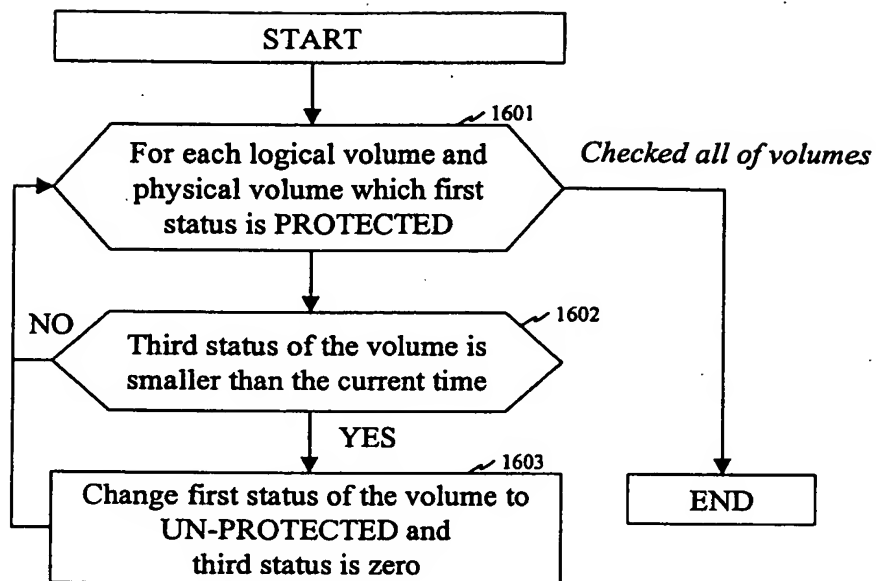 START
1601
For each logical volume and
physical volume which first
status is PROTECTED
Checked all of volumes
NO
1602
Third status of the volume is
smaller than the current time
YES
1603
Change first status of the volume to
UN-PROTECTED and
third status is zero
END